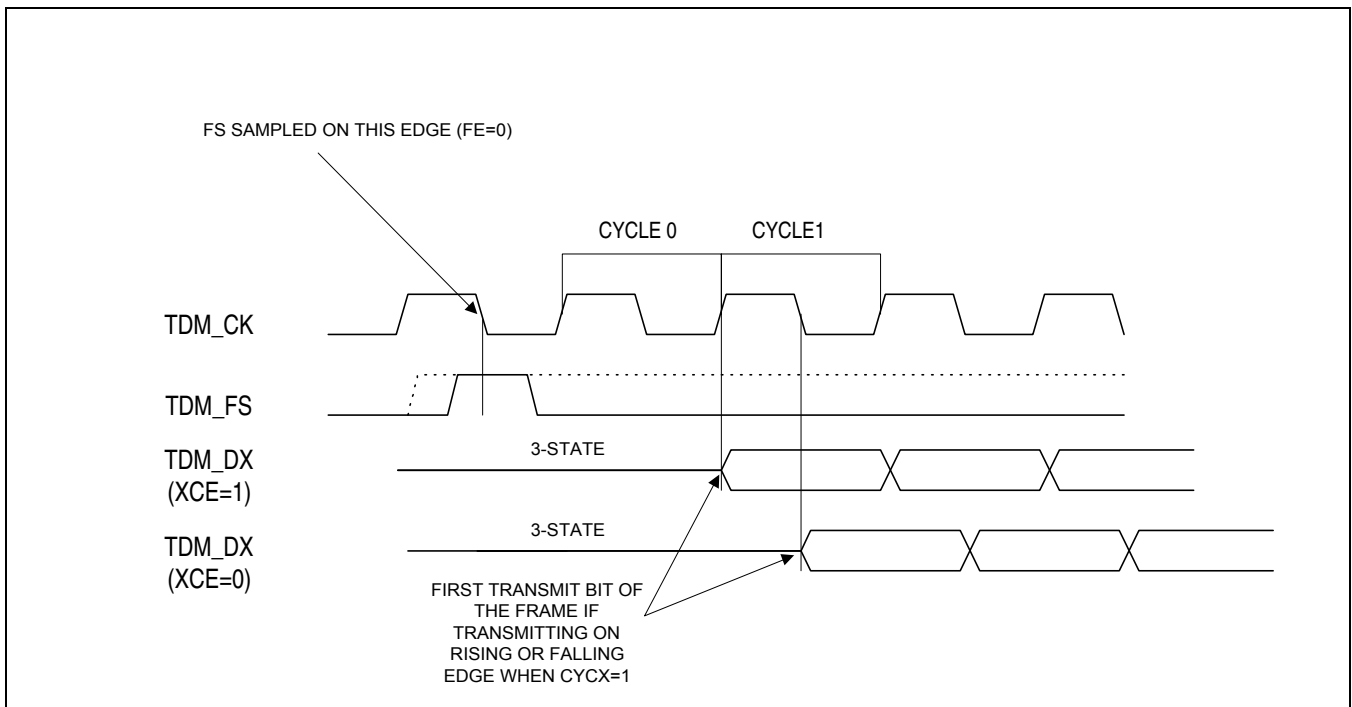 FS SAMPLED ON THIS EDGE (FE=0)
CYCLE 0
CYCLE1
TDM_CK
TDM_FS
TDM_DX
(XCE=1)
3-STATE
TDM_DX
(XCE=0)
3-STATE
FIRST TRANSMIT BIT OF
THE FRAME IF
TRANSMITTING ON
RISING OR FALLING
EDGE WHEN CYCX=1